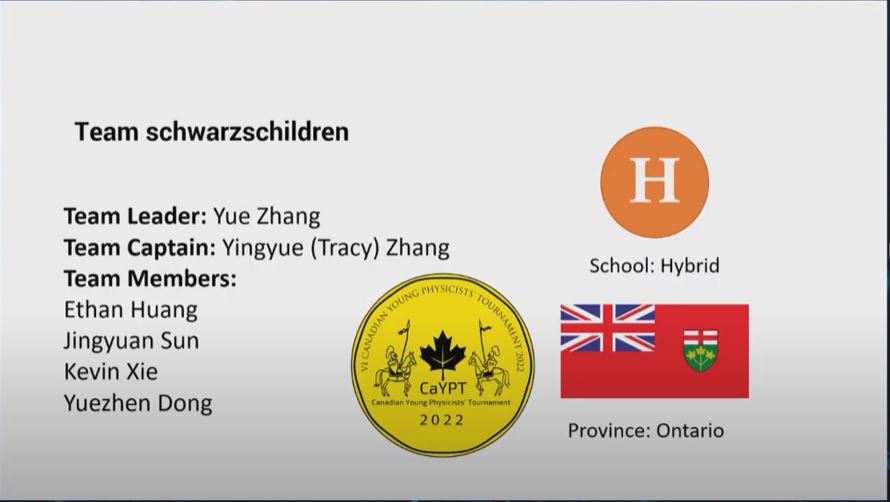 Team schwarzschildren
Team Leader: Yue Zhang
Team Captain: Yingyue (Tracy) Zhang
Team Members:
Ethan Huang
Jingyuan Sun
Kevin Xie
Yuezhen Dong
VI CANADIAN YOUNG PHYSICISTS' TOURNAMENT 2022
CaYPT
Canadian Young Physicists' Tournament
2022
H
School: Hybrid
Province: Ontario